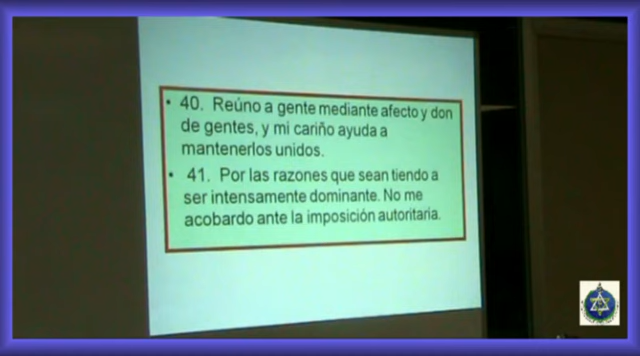 • 40. Reúno a gente mediante afecto y don
de gentes, y mi cariño ayuda a
mantenerlos unidos.
• 41. Por las razones que sean tiendo a
ser intensamente dominante. No me
acobardo ante la imposición autoritaria.